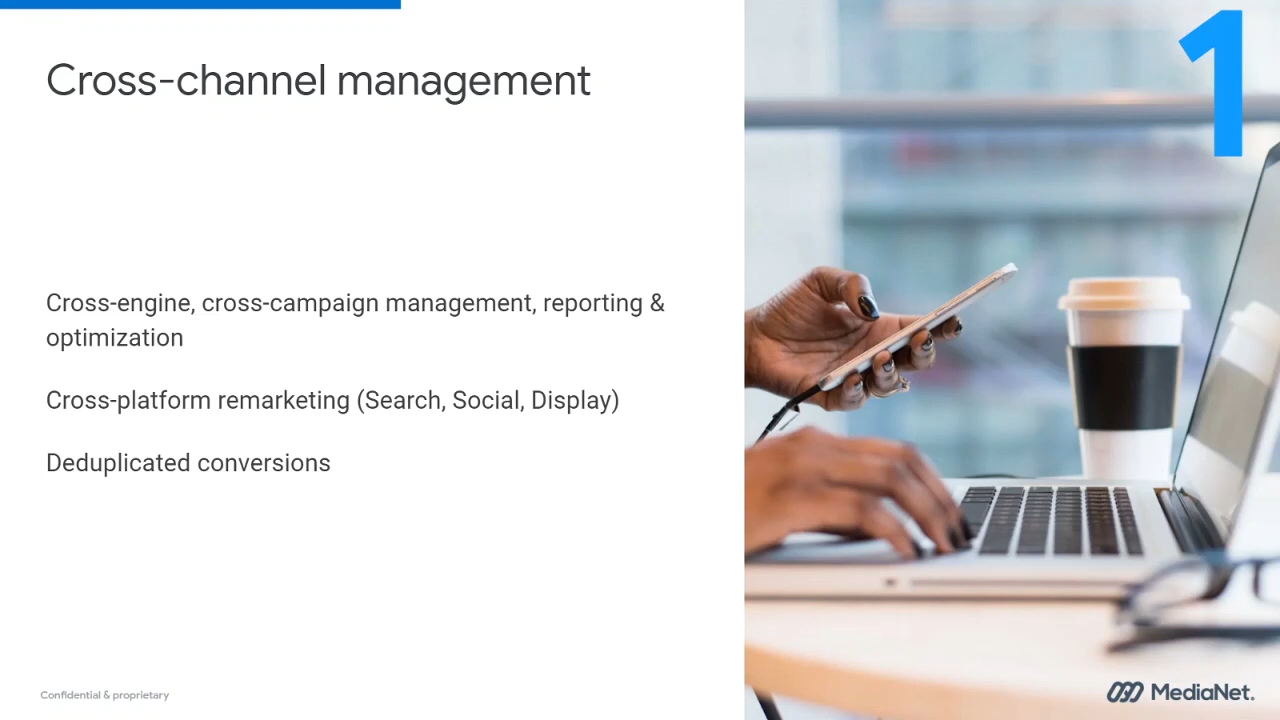 1
Cross-channel management
Cross-engine, cross-campaign management, reporting &
optimization
Cross-platform remarketing (Search, Social, Display)
Deduplicated conversions
Confidential & proprietary
MediaNet.